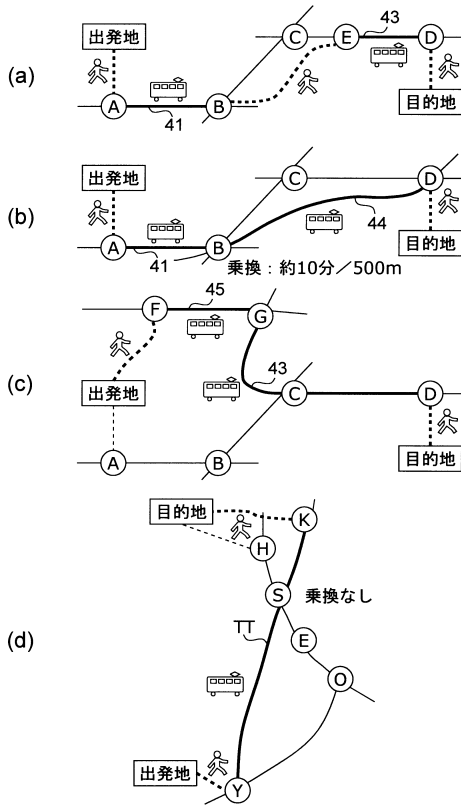 (a)
出発地
A
41
B
C
E
43
D
目的地
(b)
出発地
A
41
B
乗換：約10分／500m
C
44
D
目的地
(c)
F
45
G
出発地
43
C
D
A
B
目的地
(d)
目的地
K
H
S
乗換なし
TT
E
O
出発地
Y